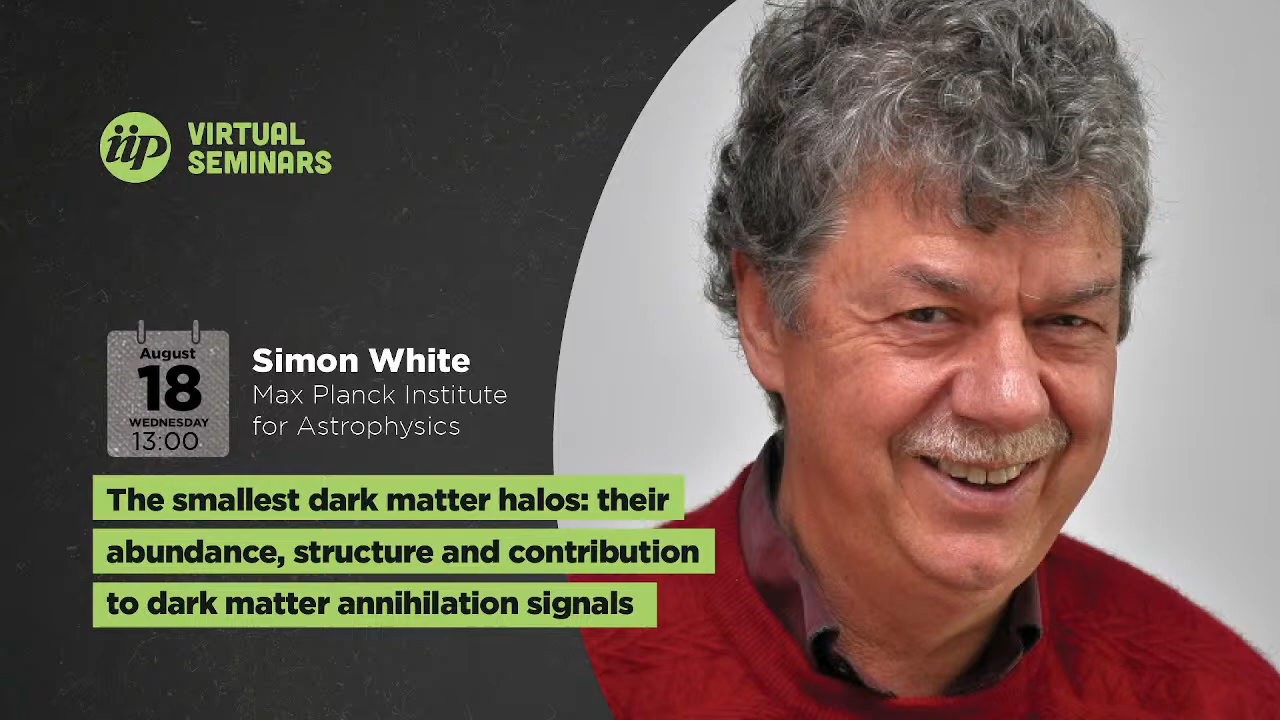 iip
VIRTUAL
SEMINARS
August
18
WEDNESDAY
13:00
Simon White
Max Planck Institute
for Astrophysics
The smallest dark matter halos: their
abundance, structure and contribution
to dark matter annihilation signals